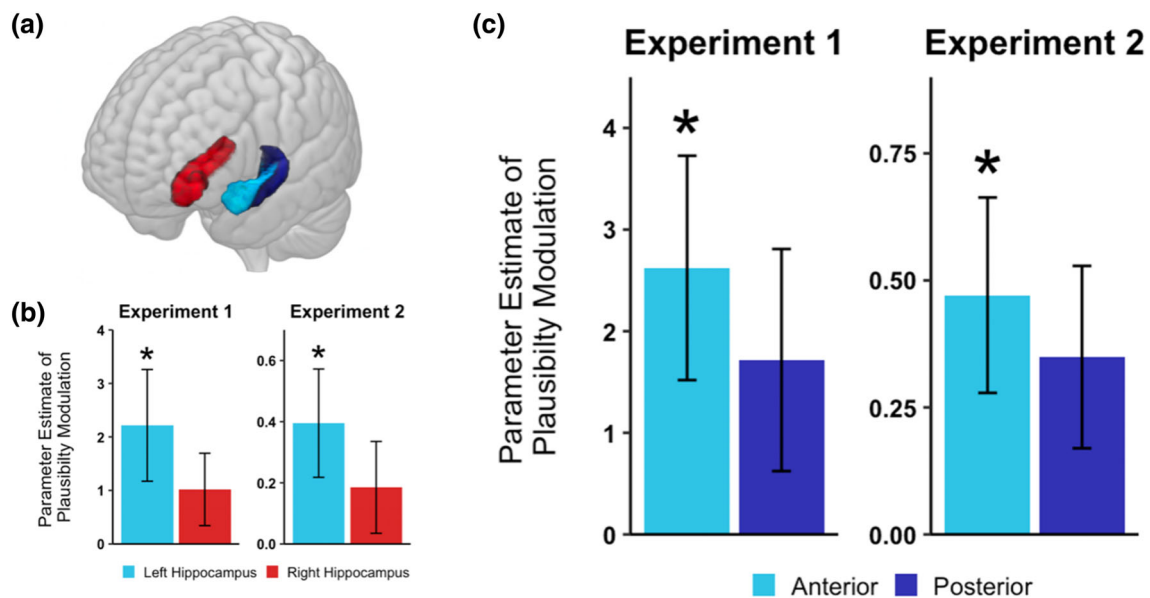 (a)
(b)
Experiment 1
Experiment 2
Parameter Estimate of
Plausibilty Modulation
4
3
2
1
0
*
0.6
0.4
0.2
0.0
*
Left Hippocampus
Right Hippocampus
(c)
Experiment 1
Experiment 2
Parameter Estimate of
Plausibilty Modulation
4
3
2
1
0
*
0.75
0.50
0.25
0.00
*
Anterior
Posterior